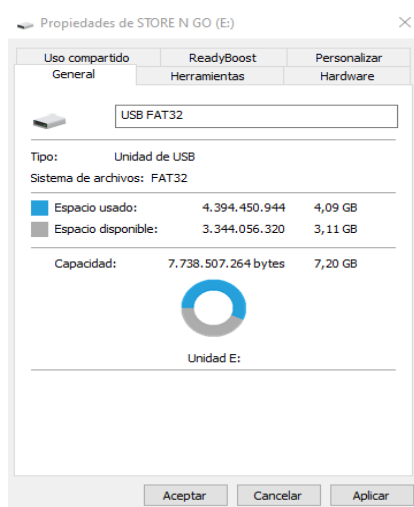 Propiedades de STORE N GO (E:)
Uso compartido ReadyBoost Personalizar
General Herramientas Hardware
USB FAT32
Tipo: Unidad de USB
Sistema de archivos: FAT32
Espacio usado: 4.394.450.944 4,09 GB
Espacio disponible: 3.344.056.320 3,11 GB
Capacidad: 7.738.507.264 bytes 7,20 GB
Unidad E:
Aceptar Cancelar Aplicar